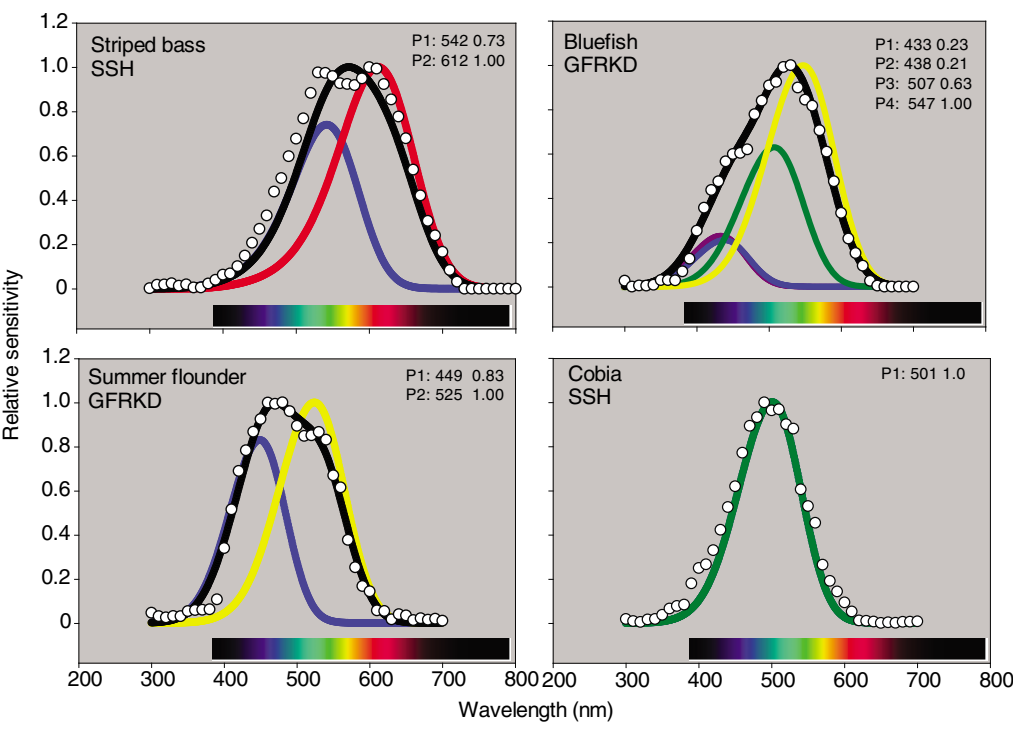 Relative sensitivity
1.2
1.0
0.8
0.6
0.4
0.2
0
Striped bass
SSH
P1: 542 0.73
P2: 612 1.00
Bluefish
GFRKD
P1: 433 0.23
P2: 438 0.21
P3: 507 0.63
P4: 547 1.00
1.2
1.0
0.8
0.6
0.4
0.2
0
Summer flounder
GFRKD
P1: 449 0.83
P2: 525 1.00
Cobia
SSH
P1: 501 1.0
200 300 400 500 600 700 800
200 300 400 500 600 700 800
Wavelength (nm)